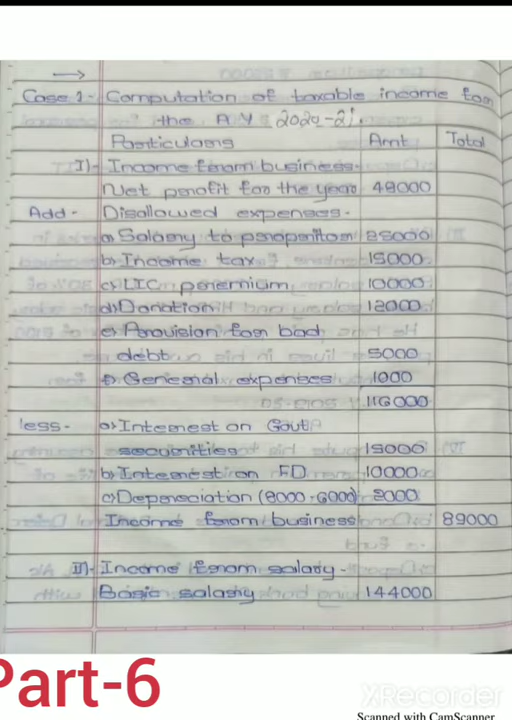 Case 1- Computation of taxable income for
the A.Y 2020-21.
Particulars Amt Total
I)- Income from business-
Net profit for the year 48000
Add- Disallowed expenses-
a) Salary to propritor 25000
b) Income tax 15000
c) LIC premium 10000
d) Donation 12000
e) Provision for bad
debt 5000
f) General expenses 1000
116000
less- a) Interest on Govt
securities 15000
b) Interest on FD 10000
c) Depreciation (8000-6000) 2000
Income from business 89000
II)- Income from salary-
Basic salary 144000
Part-6
XRecorder
Scanned with CamScanner